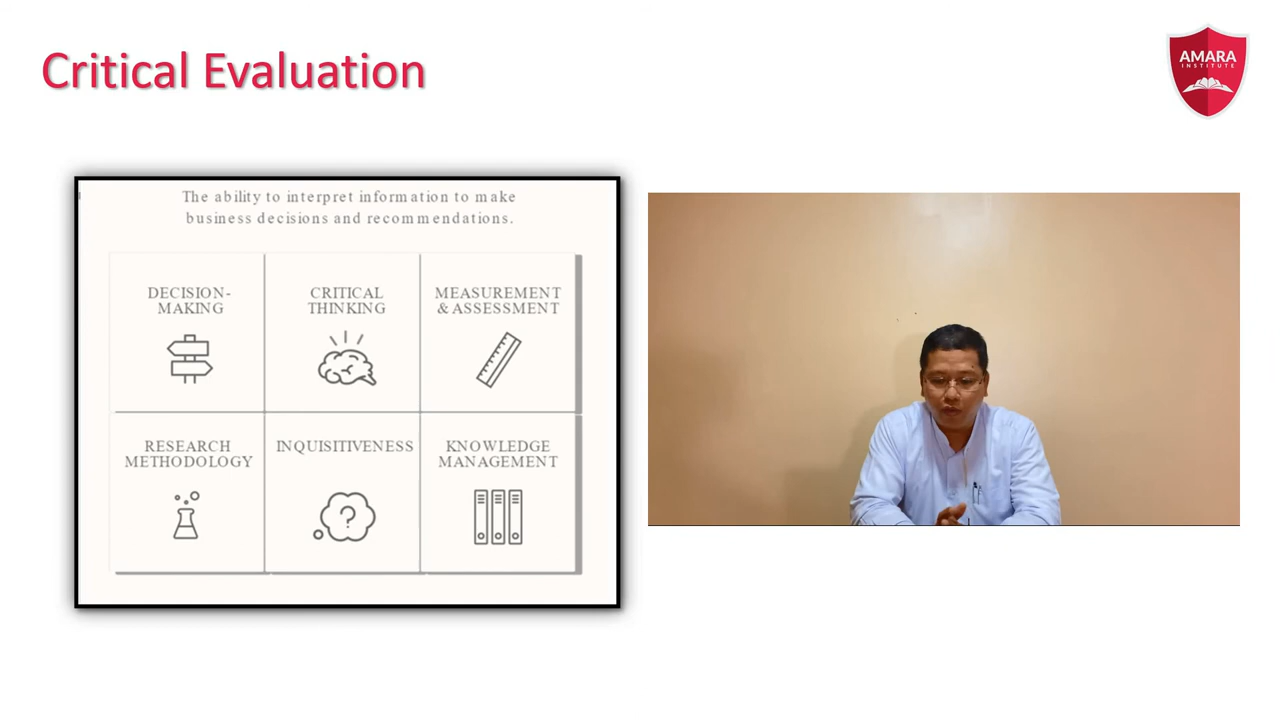 Critical Evaluation
AMARA
INSTITUTE
The ability to interpret information to make
business decisions and recommendations.
DECISION-
MAKING
CRITICAL
THINKING
MEASUREMENT
& ASSESSMENT
RESEARCH
METHODOLOGY
INQUISITIVENESS
KNOWLEDGE
MANAGEMENT